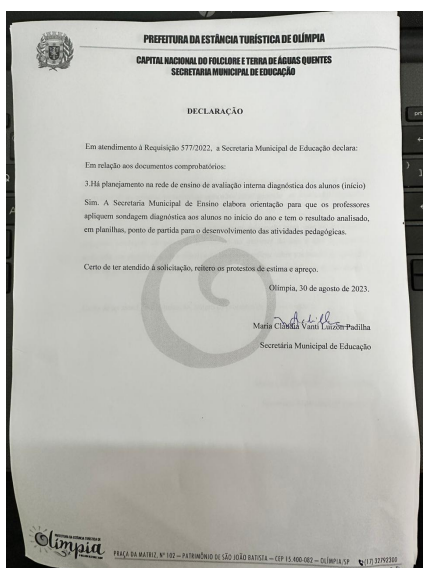 PREFEITURA DA ESTÂNCIA TURÍSTICA DE OLÍMPIA
CAPITAL NACIONAL DO FOLCLORE E TERRA DE ÁGUAS QUENTES
SECRETARIA MUNICIPAL DE EDUCAÇÃO
DECLARAÇÃO
Em atendimento à Requisição 577/2022, a Secretaria Municipal de Educação declara:
Em relação aos documentos comprobatórios:
3.Há planejamento na rede de ensino de avaliação interna diagnóstica dos alunos (início)
Sim. A Secretaria Municipal de Ensino elabora orientação para que os professores
apliquem sondagem diagnóstica aos alunos no início do ano e tem o resultado analisado,
em planilhas, ponto de partida para o desenvolvimento das atividades pedagógicas.
Certo de ter atendido à solicitação, reitero os protestos de estima e apreço.
Olímpia, 30 de agosto de 2023.
Maria Cláudia Vanti Luizon Padilha
Secretária Municipal de Educação
Olímpia
PRAÇA DA MATRIZ, Nº 102 – PATRIMÔNIO DE SÃO JOÃO BATISTA – CEP 15.400-082 – OLÍMPIA/SP (17) 32792300